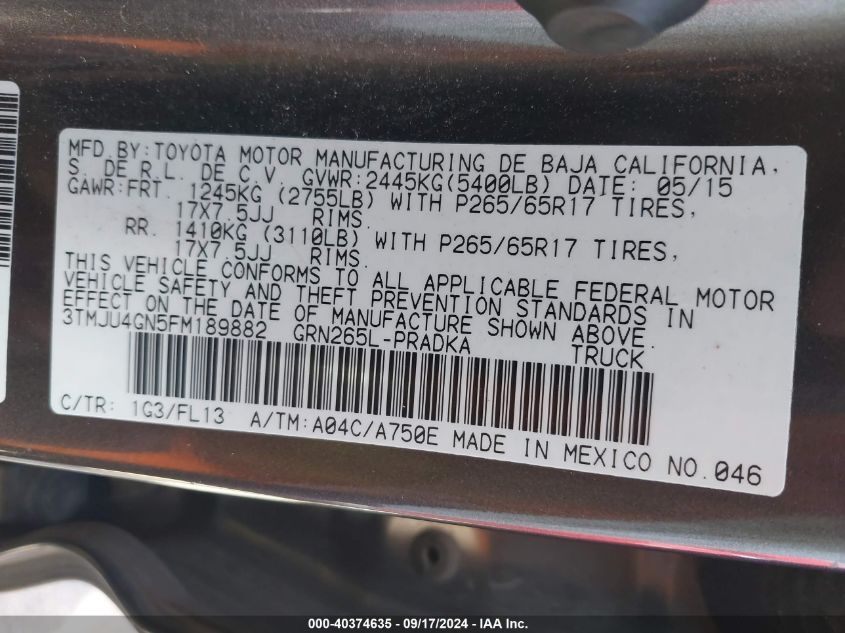 MFD.BY:TOYOTA MOTOR MANUFACTURING DE BAJA CALIFORNIA,
S. DE R.L. DE C.V. GVWR:2445KG(5400LB) DATE: 05/15
GAWR:FRT. 1245KG (2755LB) WITH P265/65R17 TIRES,
17X7.5JJ RIMS.
RR. 1410KG (3110LB) WITH P265/65R17 TIRES,
17X7.5JJ RIMS.
THIS VEHICLE CONFORMS TO ALL APPLICABLE FEDERAL MOTOR
VEHICLE SAFETY AND THEFT PREVENTION STANDARDS IN
EFFECT ON THE DATE OF MANUFACTURE SHOWN ABOVE.
3TMJU4GN5FM189882 GRN265L-PRADKA TRUCK
C/TR: 1G3/FL13 A/TM:A04C/A750E MADE IN MEXICO NO.046
000-40374635 - 09/17/2024 - IAA Inc.